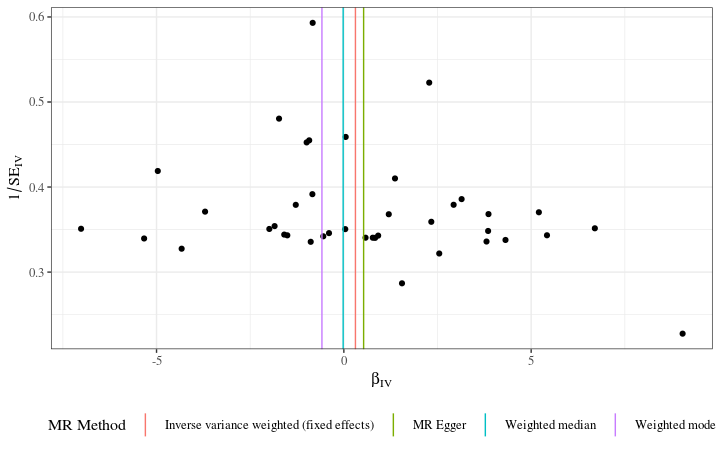 0.6
0.5
0.4
0.3
1/SE_IV
-5
0
5
β_IV
MR Method
Inverse variance weighted (fixed effects)
MR Egger
Weighted median
Weighted mode